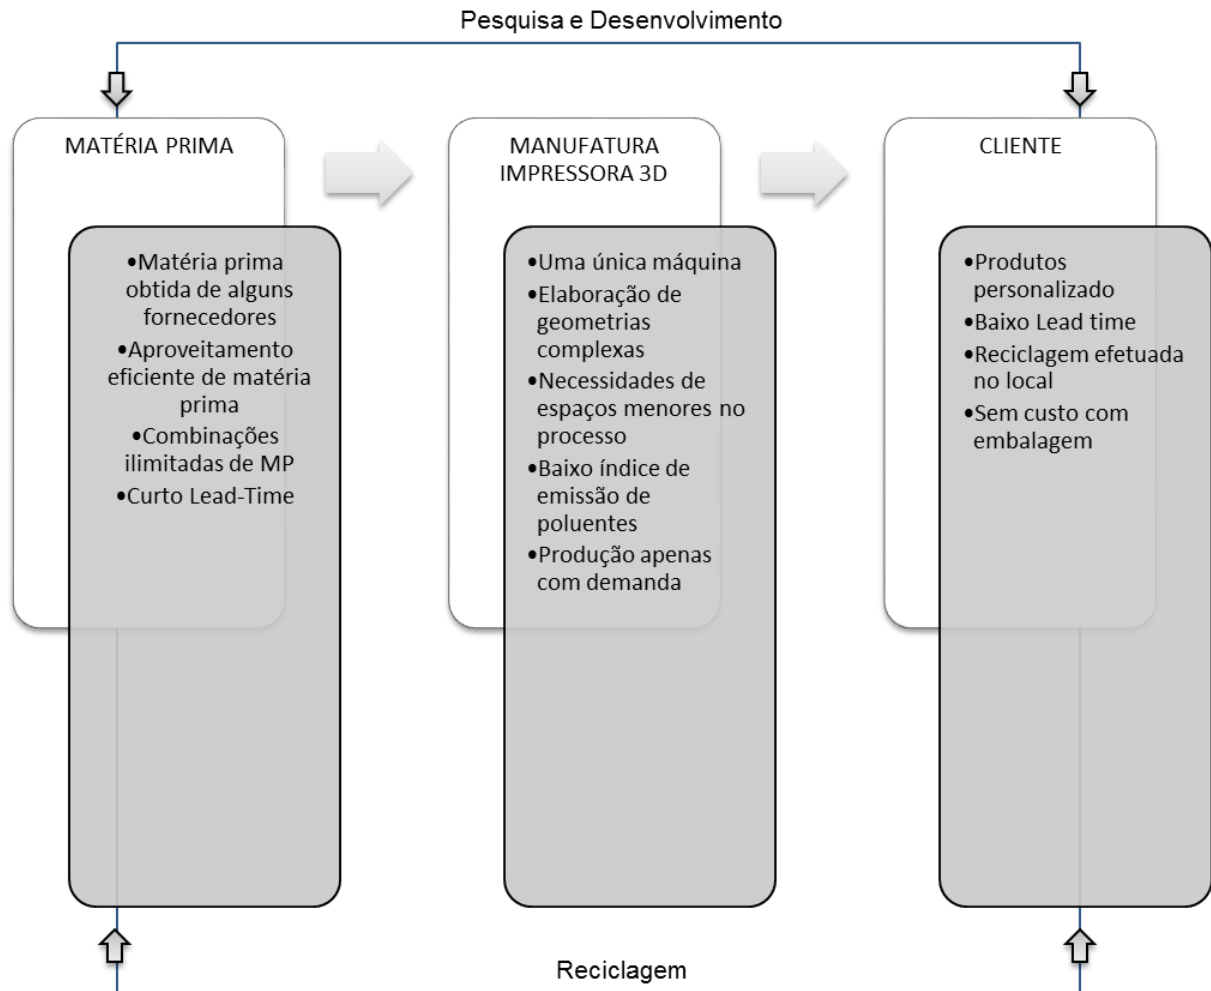 Pesquisa e Desenvolvimento
MATÉRIA PRIMA
•Matéria prima
obtida de alguns
fornecedores
•Aproveitamento
eficiente de matéria
prima
•Combinações
ilimitadas de MP
•Curto Lead-Time
MANUFATURA
IMPRESSORA 3D
•Uma única máquina
•Elaboração de
geometrias
complexas
•Necessidades de
espaços menores no
processo
•Baixo índice de
emissão de
poluentes
•Produção apenas
com demanda
CLIENTE
•Produtos
personalizado
•Baixo Lead time
•Reciclagem efetuada
no local
•Sem custo com
embalagem
Reciclagem